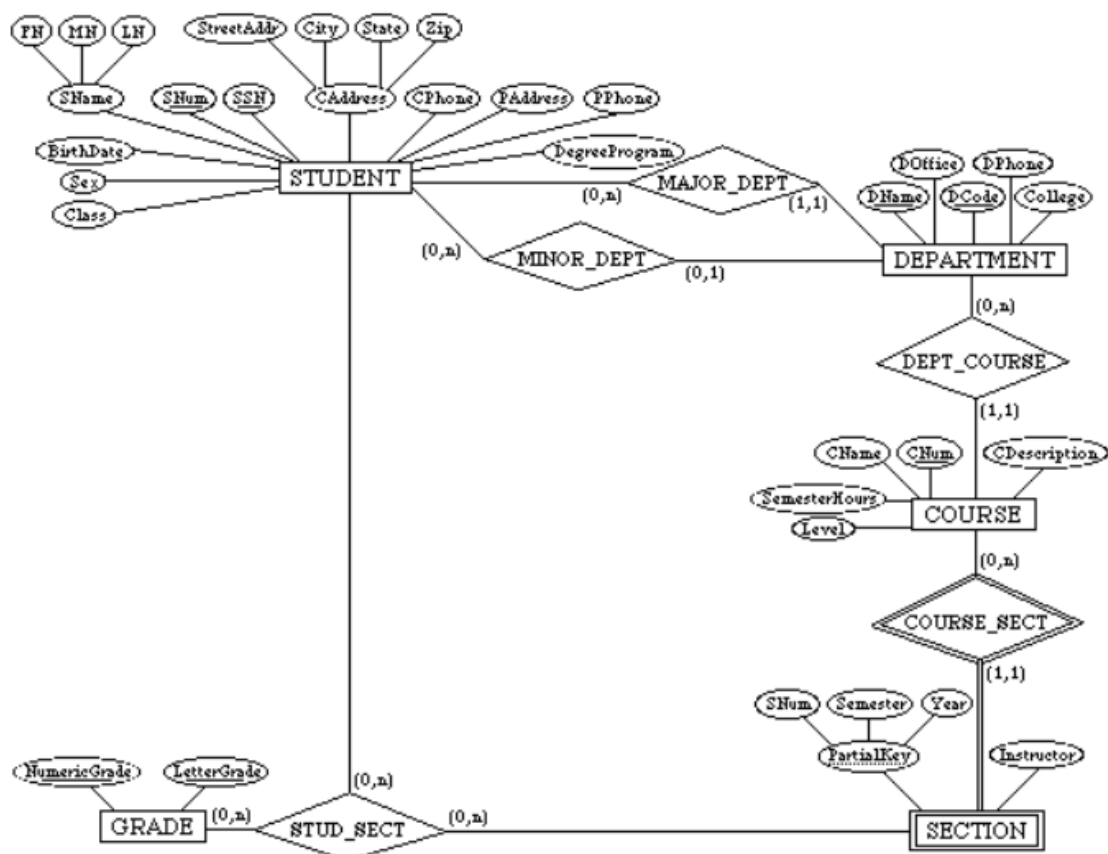 FN MN LN StreetAddr City State Zip
SName SNum SSN CAddress CPhone PAddress PPhone
BirthDate DegreeProgram
STUDENT
Sex
Class
(0,n) MAJOR_DEPT (1,1)
(0,n) MINOR_DEPT (0,1)
DOffice DPhone
DName DCode College
DEPARTMENT
(0,n)
DEPT_COURSE
(1,1)
CName CNum CDescription
SemesterHours
COURSE
Level
(0,n)
COURSE_SECT
(1,1)
SNum Semester Year
PartialKey Instructor
SECTION
NumericGrade LetterGrade
GRADE
(0,n) (0,n) (0,n)
STUD_SECT